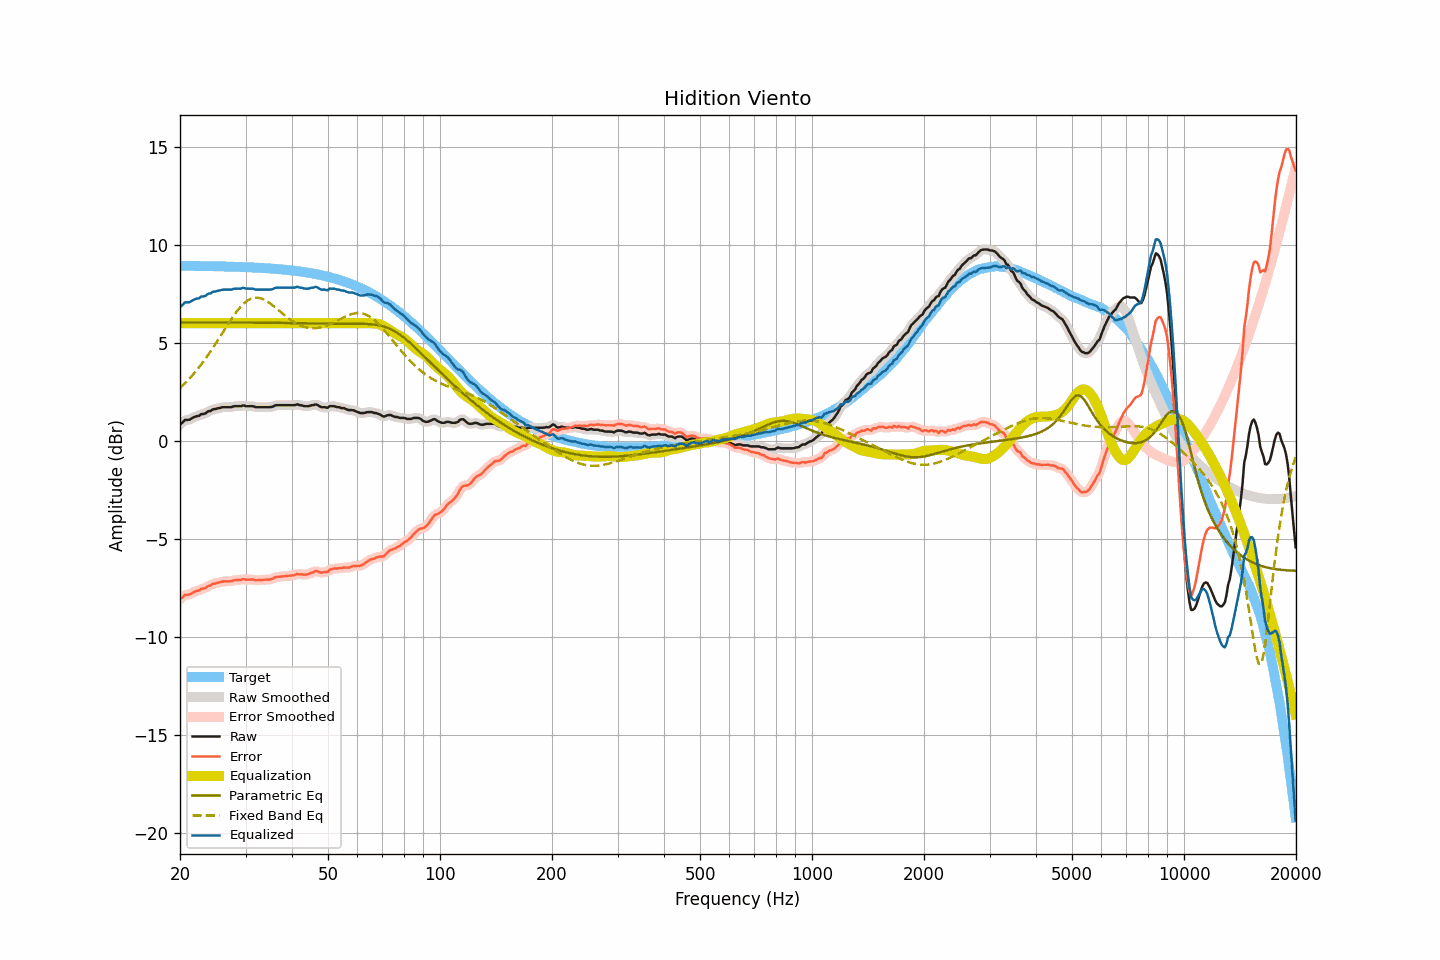 Hidition Viento
15
10
5
0
−5
−10
−15
−20
Amplitude (dBr)
Target
Raw Smoothed
Error Smoothed
Raw
Error
Equalization
Parametric Eq
Fixed Band Eq
Equalized
20 50 100 200 500 1000 2000 5000 10000 20000
Frequency (Hz)